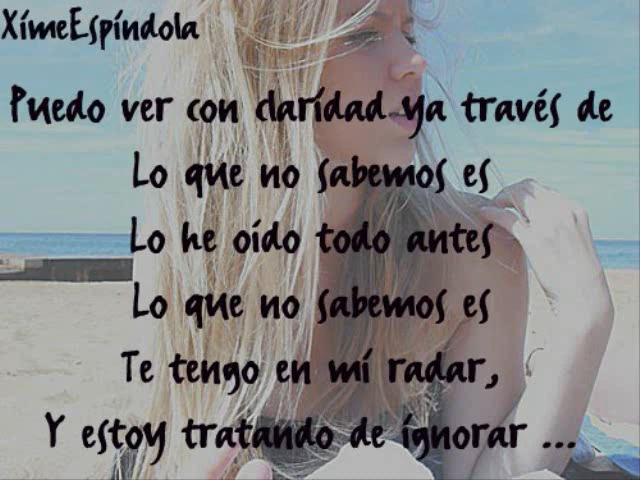 XimeEspíndola
Puedo ver con claridad ya través de
Lo que no sabemos es
Lo he oído todo antes
Lo que no sabemos es
Te tengo en mi radar,
Y estoy tratando de ignorar ...